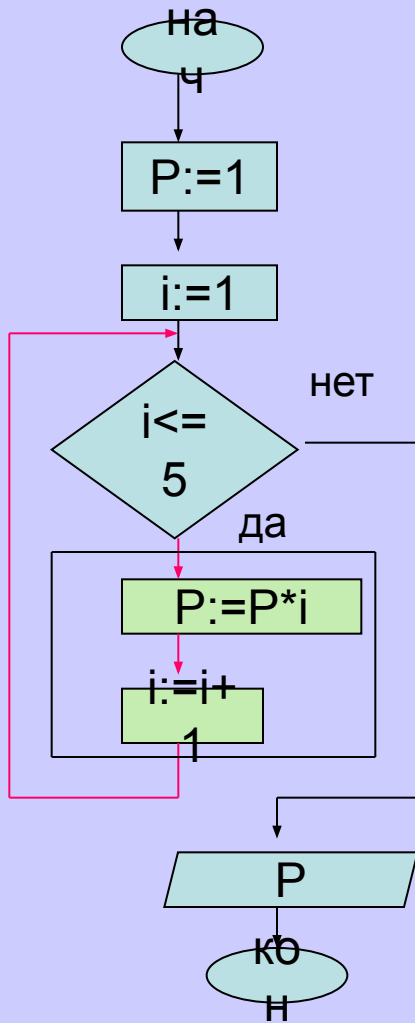 на
ч
P:=1
i:=1
нет
i<=
5
да
P:=P*i
i:=i+
1
P
ко
н